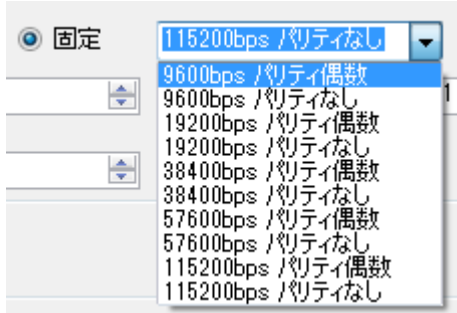 固定 115200bps パリティなし
9600bps パリティ偶数
9600bps パリティなし
19200bps パリティ偶数
19200bps パリティなし
38400bps パリティ偶数
38400bps パリティなし
57600bps パリティ偶数
57600bps パリティなし
115200bps パリティ偶数
115200bps パリティなし